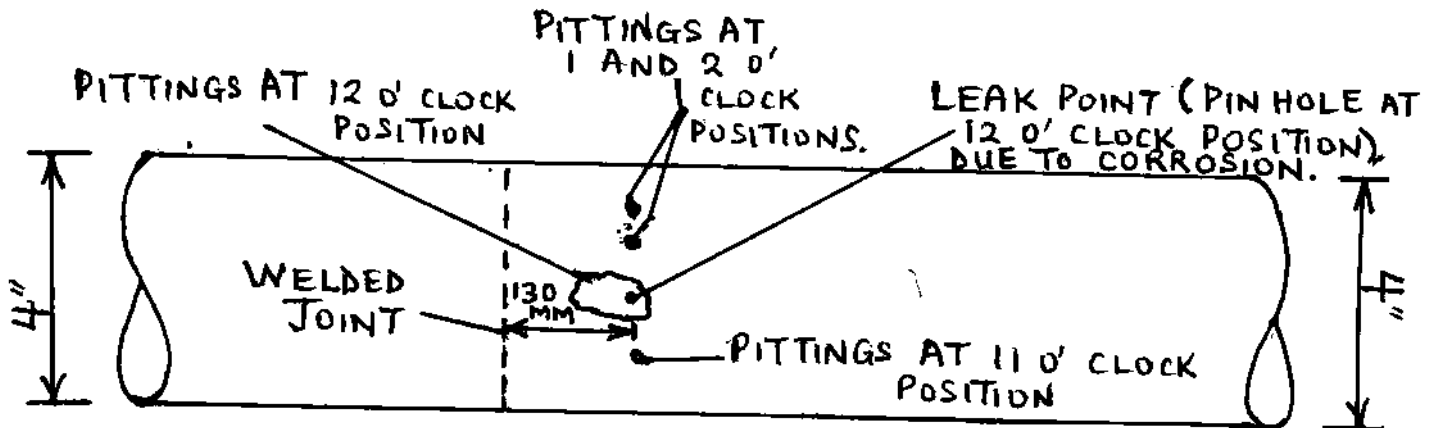 PITTINGS AT
1 AND 2 O'
CLOCK
POSITIONS.
PITTINGS AT 12 O' CLOCK
POSITION
LEAK POINT (PIN HOLE AT
12 O' CLOCK POSITION)
DUE TO CORROSION.
4"
WELDED
JOINT
130
MM
4"
PITTINGS AT 11 O' CLOCK
POSITION